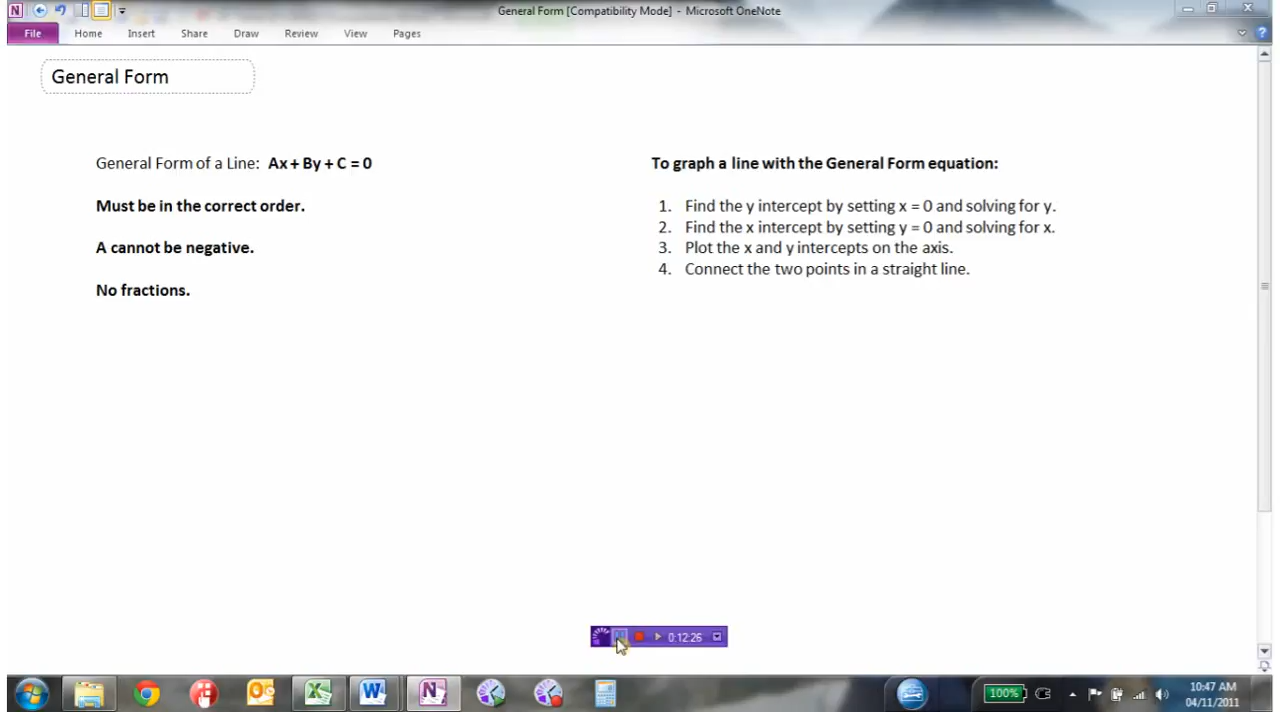 General Form [Compatibility Mode] - Microsoft OneNote
File Home Insert Share Draw Review View Pages
General Form
General Form of a Line: Ax + By + C = 0
Must be in the correct order.
A cannot be negative.
No fractions.
To graph a line with the General Form equation:
1. Find the y intercept by setting x = 0 and solving for y.
2. Find the x intercept by setting y = 0 and solving for x.
3. Plot the x and y intercepts on the axis.
4. Connect the two points in a straight line.
0:12:26
100%
10:47 AM
04/11/2011